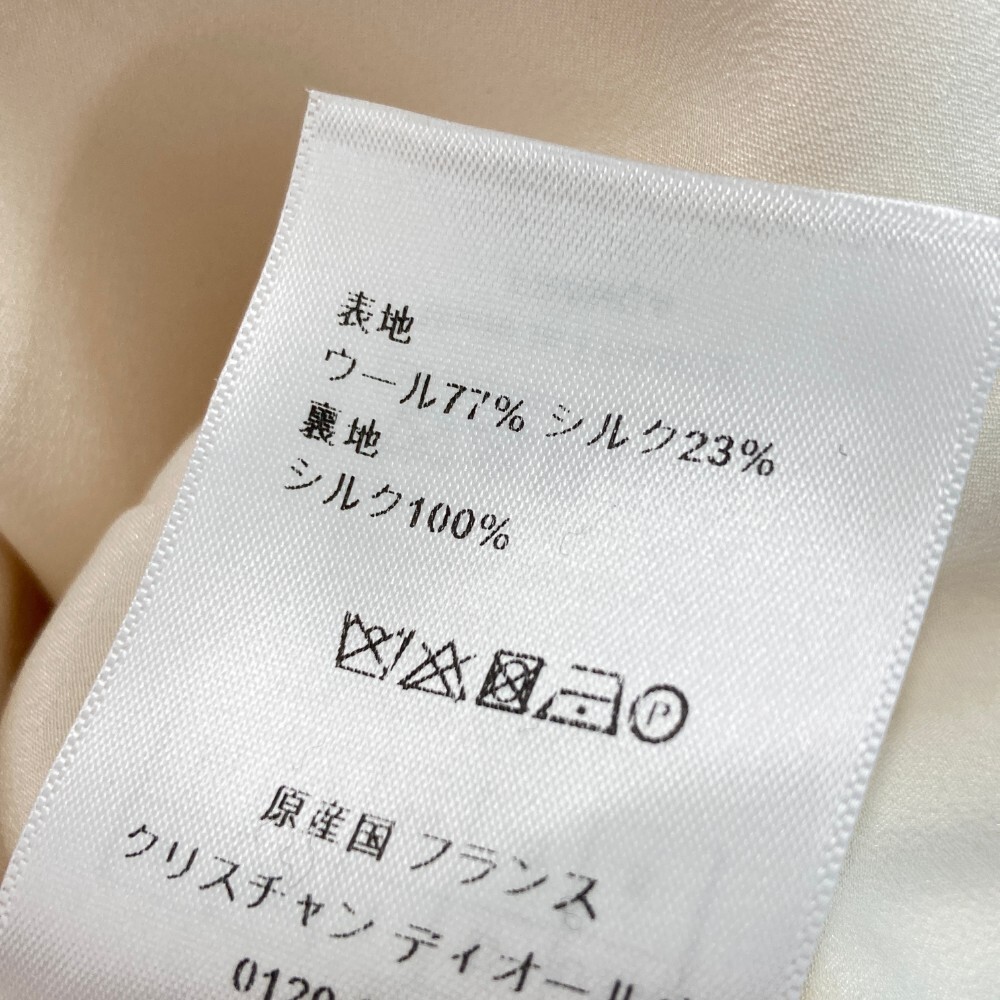 表地
ウール77% シルク23%
裏地
シルク100%
P
原産国 フランス
クリスチャン ディオール
0120